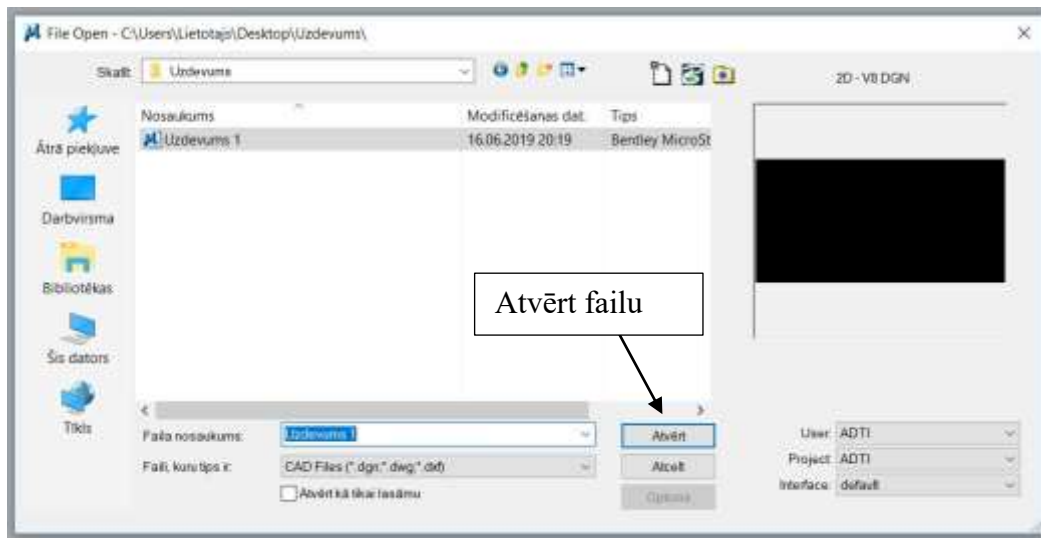 File Open - C:\Users\Lietotajs\Desktop\Uzdevums\
Skatīt: Uzdevums
2D - V8 DGN
Nosaukums Modificēšanas dat. Tips
Uzdevums 1 16.06.2019 20:19 Bentley MicroSt
Ātrā piekļuve
Darbvirsma
Bibliotēkas
Šis dators
Tīkls
Atvērt failu
Faila nosaukums: Uzdevums 1 Atvērt
Faili, kuru tips ir: CAD Files (*.dgn;*.dwg;*.dxf) Atcelt
Atvērt kā tikai lasāmu Options
User: ADTI
Project: ADTI
Interface: default